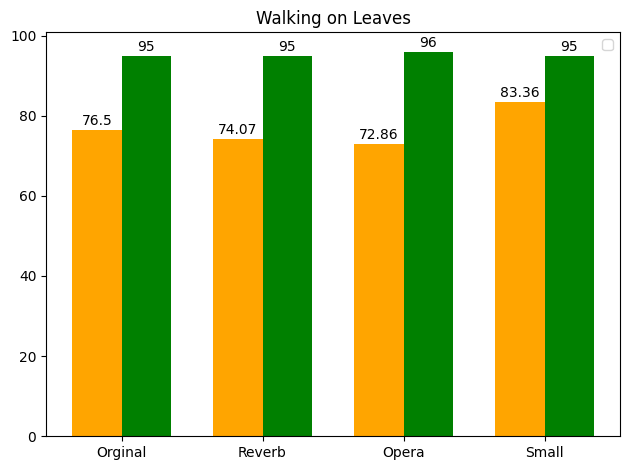 Walking on Leaves
100
80
60
40
20
0
76.5
95
74.07
95
72.86
96
83.36
95
Orginal
Reverb
Opera
Small